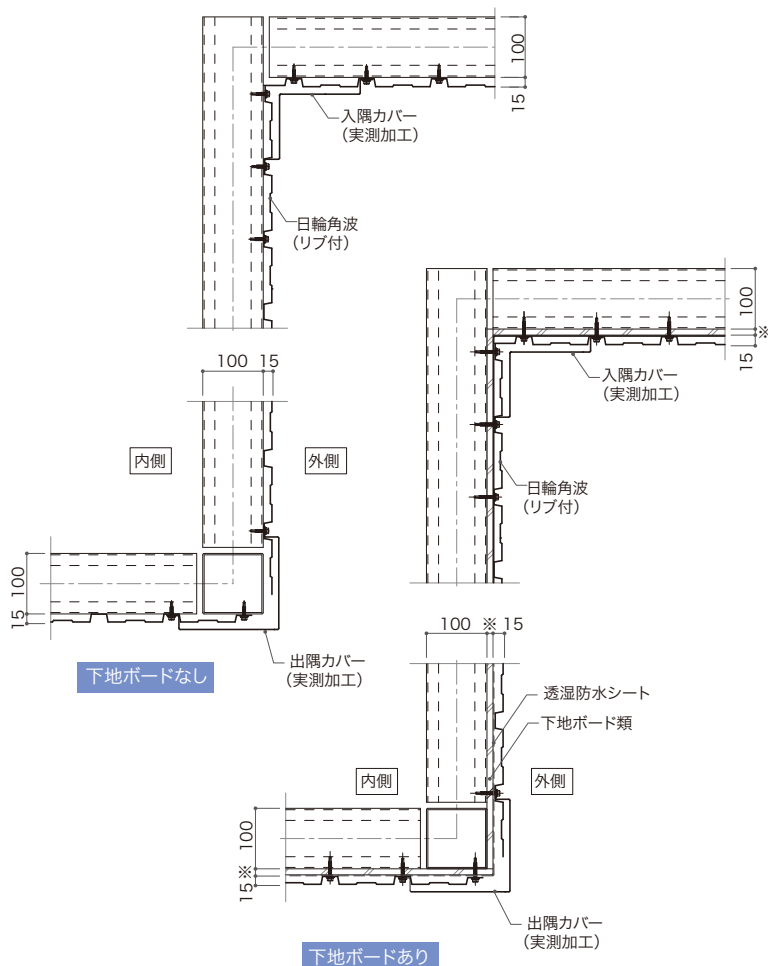 100
15
入隅カバー
(実測加工)
日輪角波
(リブ付)
100 15
内側
外側
100
15
出隅カバー
(実測加工)
下地ボードなし
100
※
15
入隅カバー
(実測加工)
日輪角波
(リブ付)
100 ※ 15
透湿防水シート
下地ボード類
内側
外側
100
※
15
出隅カバー
(実測加工)
下地ボードあり